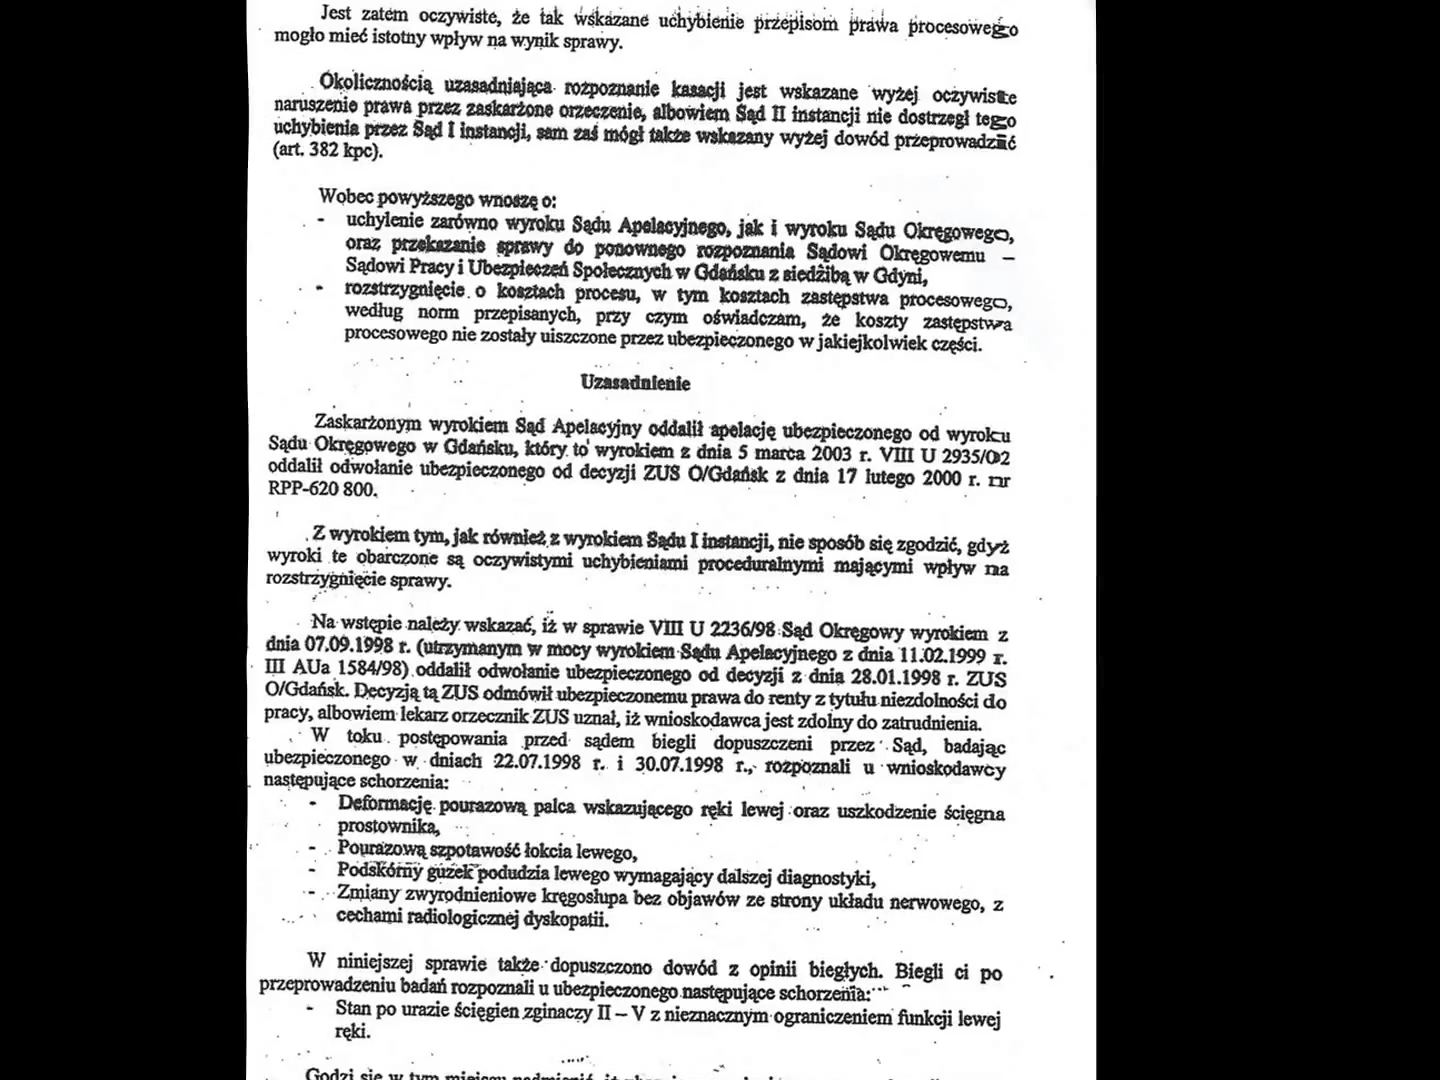 Jest zatem oczywiste, że tak wskazane uchybienie przepisom prawa procesowego
mogło mieć istotny wpływ na wynik sprawy.
Okolicznością uzasadniająca rozpoznanie kasacji jest wskazane wyżej oczywiste
naruszenie prawa przez zaskarżone orzeczenie, albowiem Sąd II instancji nie dostrzegł tego
uchybienia przez Sąd I instancji, sam zaś mógł także wskazany wyżej dowód przeprowadzić
(art. 382 kpc).
Wobec powyższego wnoszę o:
- uchylenie zarówno wyroku Sądu Apelacyjnego, jak i wyroku Sądu Okręgowego,
oraz przekazanie sprawy do ponownego rozpoznania Sądowi Okręgowemu –
Sądowi Pracy i Ubezpieczeń Społecznych w Gdańsku z siedzibą w Gdyni,
- rozstrzygnięcie o kosztach procesu, w tym kosztach zastępstwa procesowego,
według norm przepisanych, przy czym oświadczam, że koszty zastępstwa
procesowego nie zostały uiszczone przez ubezpieczonego w jakiejkolwiek części.
Uzasadnienie
Zaskarżonym wyrokiem Sąd Apelacyjny oddalił apelację ubezpieczonego od wyroku
Sądu Okręgowego w Gdańsku, który to wyrokiem z dnia 5 marca 2003 r. VIII U 2935/02
oddalił odwołanie ubezpieczonego od decyzji ZUS O/Gdańsk z dnia 17 lutego 2000 r. nr
RPP-620 800.
Z wyrokiem tym, jak również z wyrokiem Sądu I instancji, nie sposób się zgodzić, gdyż
wyroki te obarczone są oczywistymi uchybieniami proceduralnymi mającymi wpływ na
rozstrzygnięcie sprawy.
Na wstępie należy wskazać, iż w sprawie VIII U 2236/98 Sąd Okręgowy wyrokiem z
dnia 07.09.1998 r. (utrzymanym w mocy wyrokiem Sądu Apelacyjnego z dnia 11.02.1999 r.
III AUa 1584/98) oddalił odwołanie ubezpieczonego od decyzji z dnia 28.01.1998 r. ZUS
O/Gdańsk. Decyzją tą ZUS odmówił ubezpieczonemu prawa do renty z tytułu niezdolności do
pracy, albowiem lekarz orzecznik ZUS uznał, iż wnioskodawca jest zdolny do zatrudnienia.
W toku postępowania przed sądem biegli dopuszczeni przez Sąd, badając
ubezpieczonego w dniach 22.07.1998 r. i 30.07.1998 r., rozpoznali u wnioskodawcy
następujące schorzenia:
- Deformację pourazową palca wskazującego ręki lewej oraz uszkodzenie ścięgna
prostownika,
- Pourazową szpotawość łokcia lewego,
- Podskórny guzek podudzia lewego wymagający dalszej diagnostyki,
- Zmiany zwyrodnieniowe kręgosłupa bez objawów ze strony układu nerwowego, z
cechami radiologicznej dyskopatii.
W niniejszej sprawie także dopuszczono dowód z opinii biegłych. Biegli ci po
przeprowadzeniu badań rozpoznali u ubezpieczonego następujące schorzenia:
- Stan po urazie ścięgien zginaczy II – V z nieznacznym ograniczeniem funkcji lewej
ręki.
Godzi się w tym miejscu nadmienić, iż